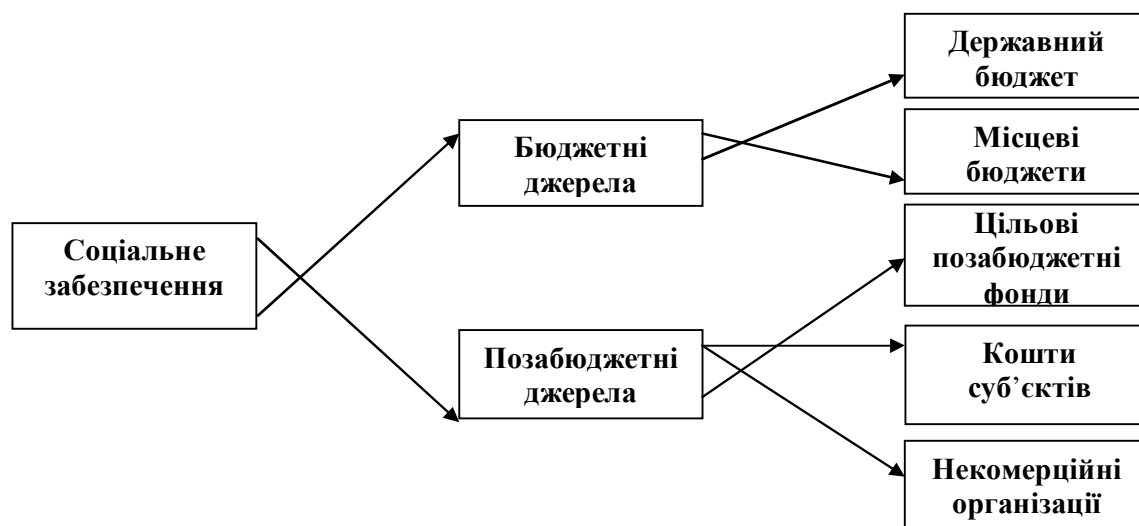 Соціальне
забезпечення
Бюджетні
джерела
Позабюджетні
джерела
Державний
бюджет
Місцеві
бюджети
Цільові
позабюджетні
фонди
Кошти
суб’єктів
Некомерційні
організації